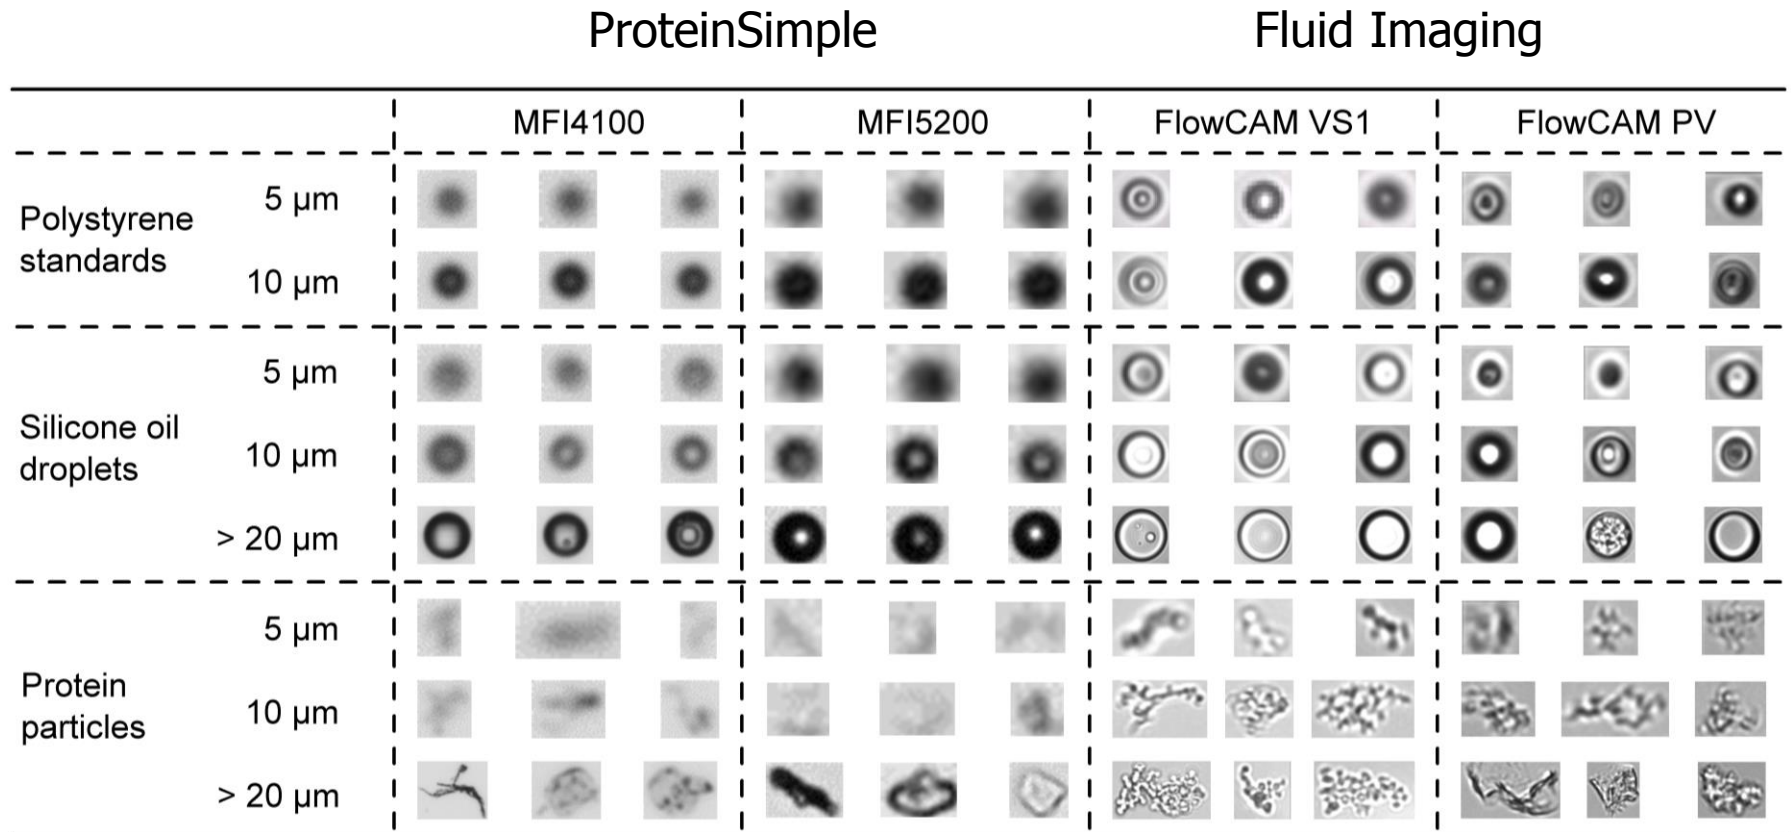 ProteinSimple Fluid Imaging
MFI4100 MFI5200 FlowCAM VS1 FlowCAM PV
Polystyrene
standards
5 µm
10 µm
Silicone oil
droplets
5 µm
10 µm
> 20 µm
Protein
particles
5 µm
10 µm
> 20 µm